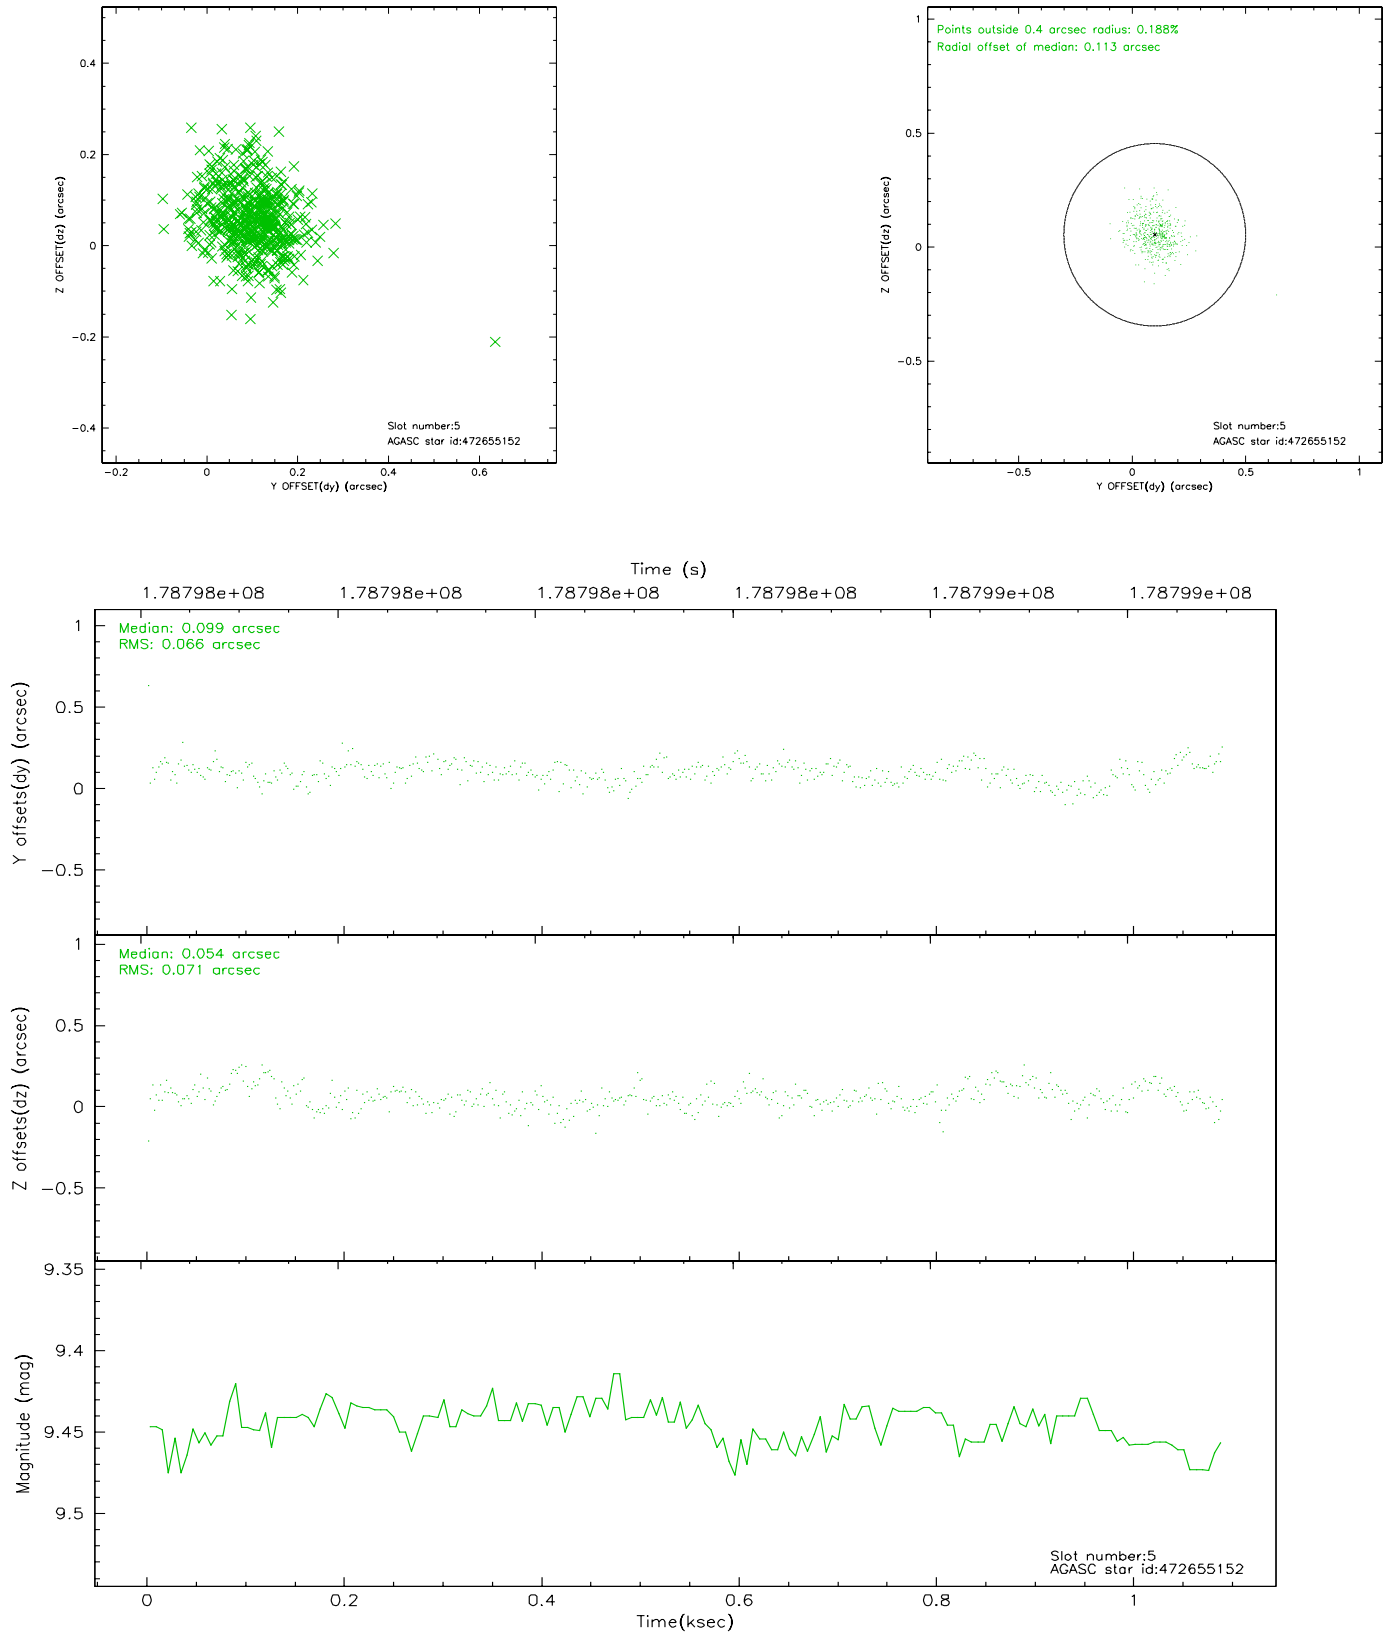 0.4
0.2
0
−0.2
−0.4
Z OFFSET(dz) (arcsec)
Slot number:5
AGASC star id:472655152
−0.2 0 0.2 0.4 0.6
Y OFFSET(dy) (arcsec)
Points outside 0.4 arcsec radius: 0.188%
Radial offset of median: 0.113 arcsec
1
0.5
0
−0.5
Z OFFSET(dz) (arcsec)
Slot number:5
AGASC star id:472655152
−0.5 0 0.5 1
Y OFFSET(dy) (arcsec)
Time (s)
1.78798e+08 1.78798e+08 1.78798e+08 1.78798e+08 1.78799e+08 1.78799e+08
Median: 0.099 arcsec
RMS: 0.066 arcsec
1
0.5
0
−0.5
Y offsets(dy) (arcsec)
Median: 0.054 arcsec
RMS: 0.071 arcsec
1
0.5
0
−0.5
Z offsets(dz) (arcsec)
9.35
9.4
9.45
9.5
Magnitude (mag)
Slot number:5
AGASC star id:472655152
0 0.2 0.4 0.6 0.8 1
Time(ksec)